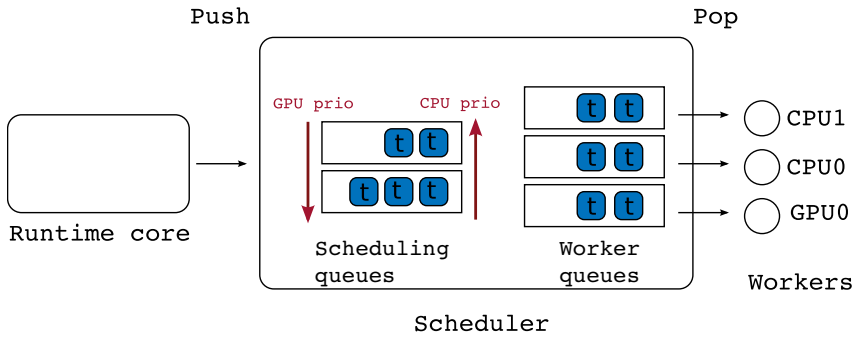 Push
Pop
GPU prio
CPU prio
t t
t t
t t t
t t
t t
CPU1
CPU0
GPU0
Runtime core
Scheduling
queues
Worker
queues
Workers
Scheduler